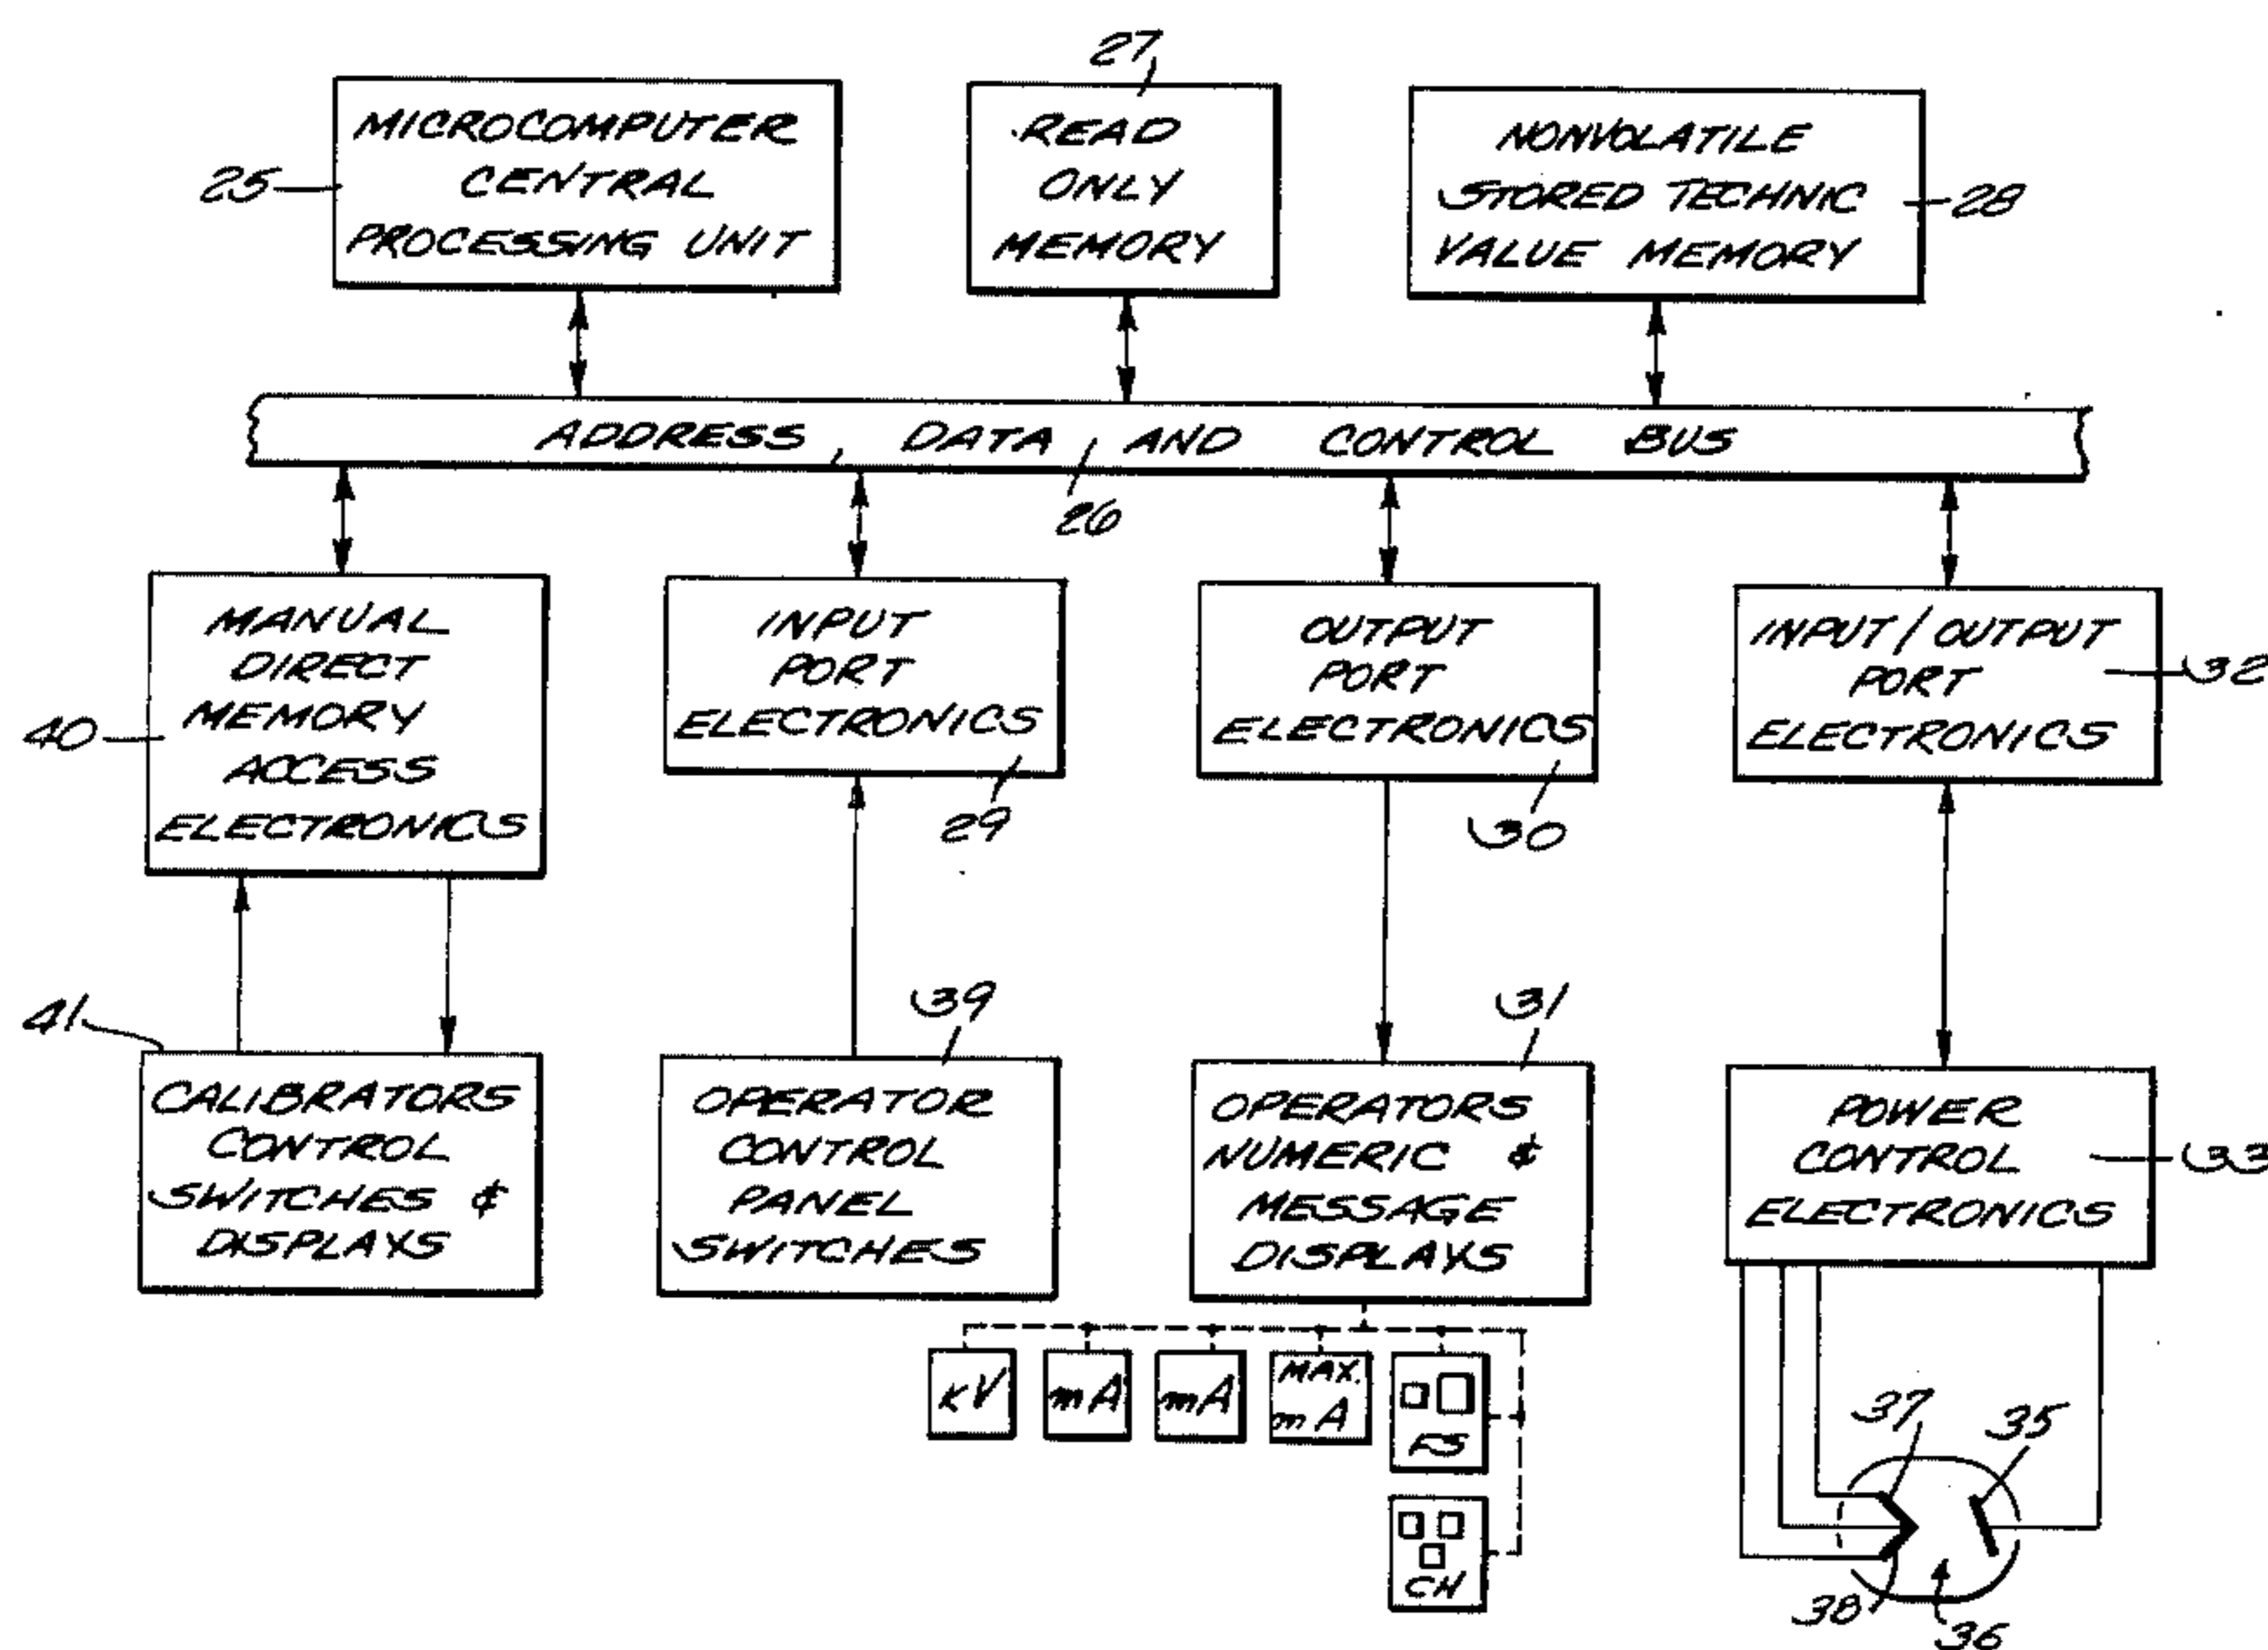 27
MICROCOMPUTER
CENTRAL
PROCESSING UNIT
25
READ
ONLY
MEMORY
NONVOLATILE
STORED TECHNIC
VALUE MEMORY
28
ADDRESS, DATA AND CONTROL BUS
26
MANUAL
DIRECT
MEMORY
ACCESS
ELECTRONICS
40
INPUT
PORT
ELECTRONICS
29
OUTPUT
PORT
ELECTRONICS
30
INPUT/OUTPUT
PORT
ELECTRONICS
32
41
CALIBRATORS
CONTROL
SWITCHES &
DISPLAYS
39
OPERATOR
CONTROL
PANEL
SWITCHES
31
OPERATORS
NUMERIC &
MESSAGE
DISPLAYS
POWER
CONTROL
ELECTRONICS
33
kV
mA
mA
MAX.
mA
FS
CH
37
35
38
36